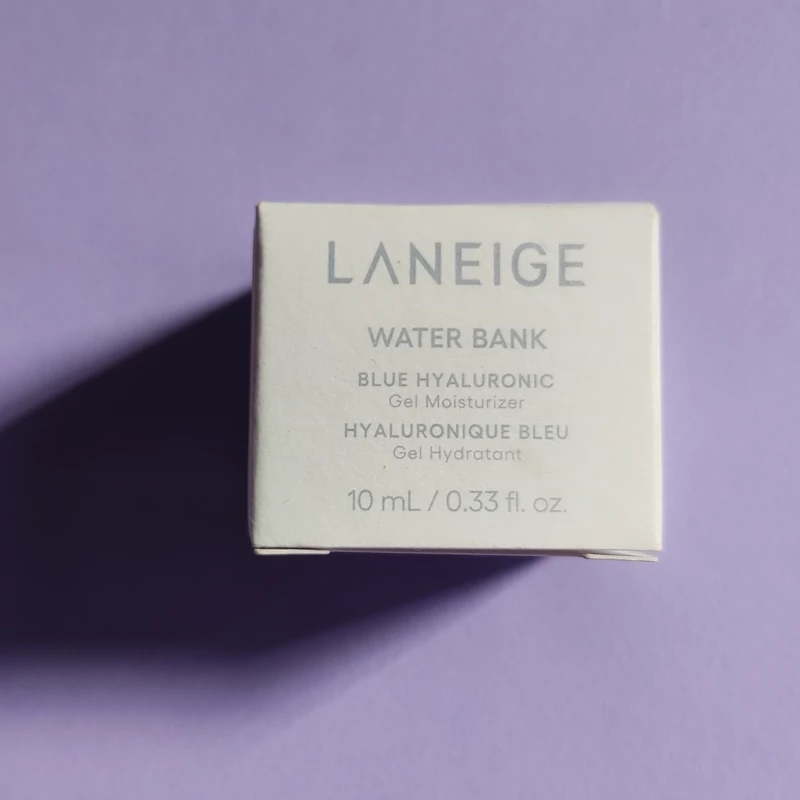 LANEIGE
WATER BANK
BLUE HYALURONIC
Gel Moisturizer
HYALURONIQUE BLEU
Gel Hydratant
10 mL / 0.33 fl. oz.